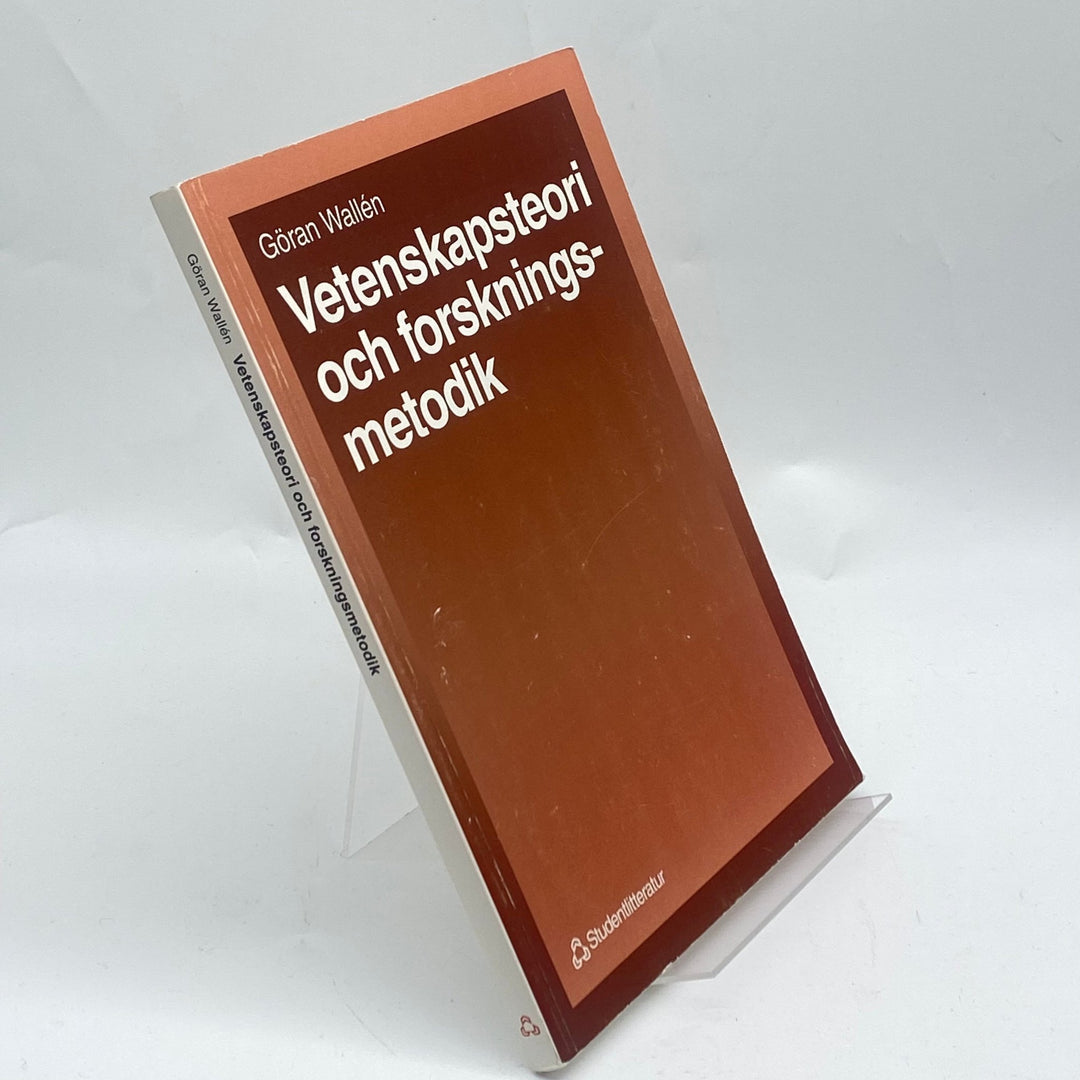 Göran Wallén
Vetenskapsteori
och forsknings-
metodik
Studentlitteratur
Göran Wallén Vetenskapsteori och forskningsmetodik